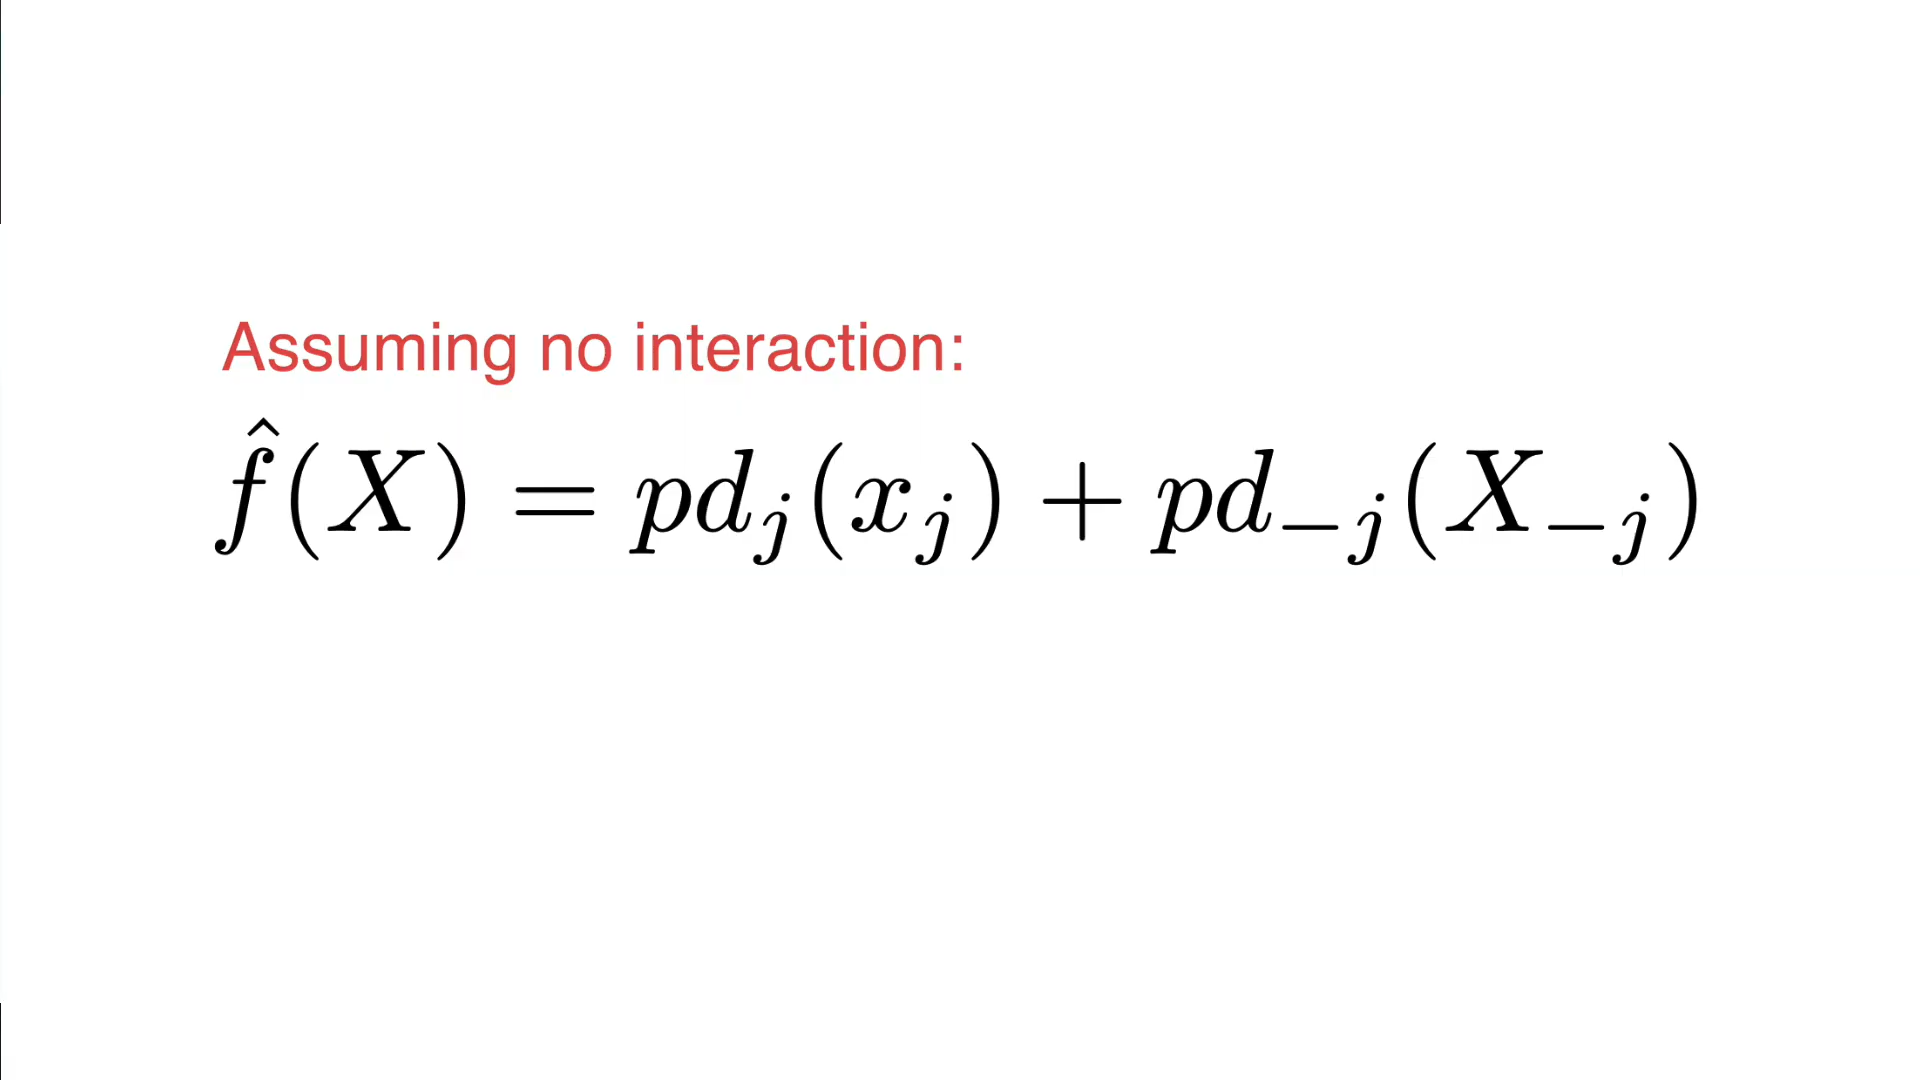 Assuming no interaction:
f̂(X) = pd_j(x_j) + pd_{-j}(X_{-j})